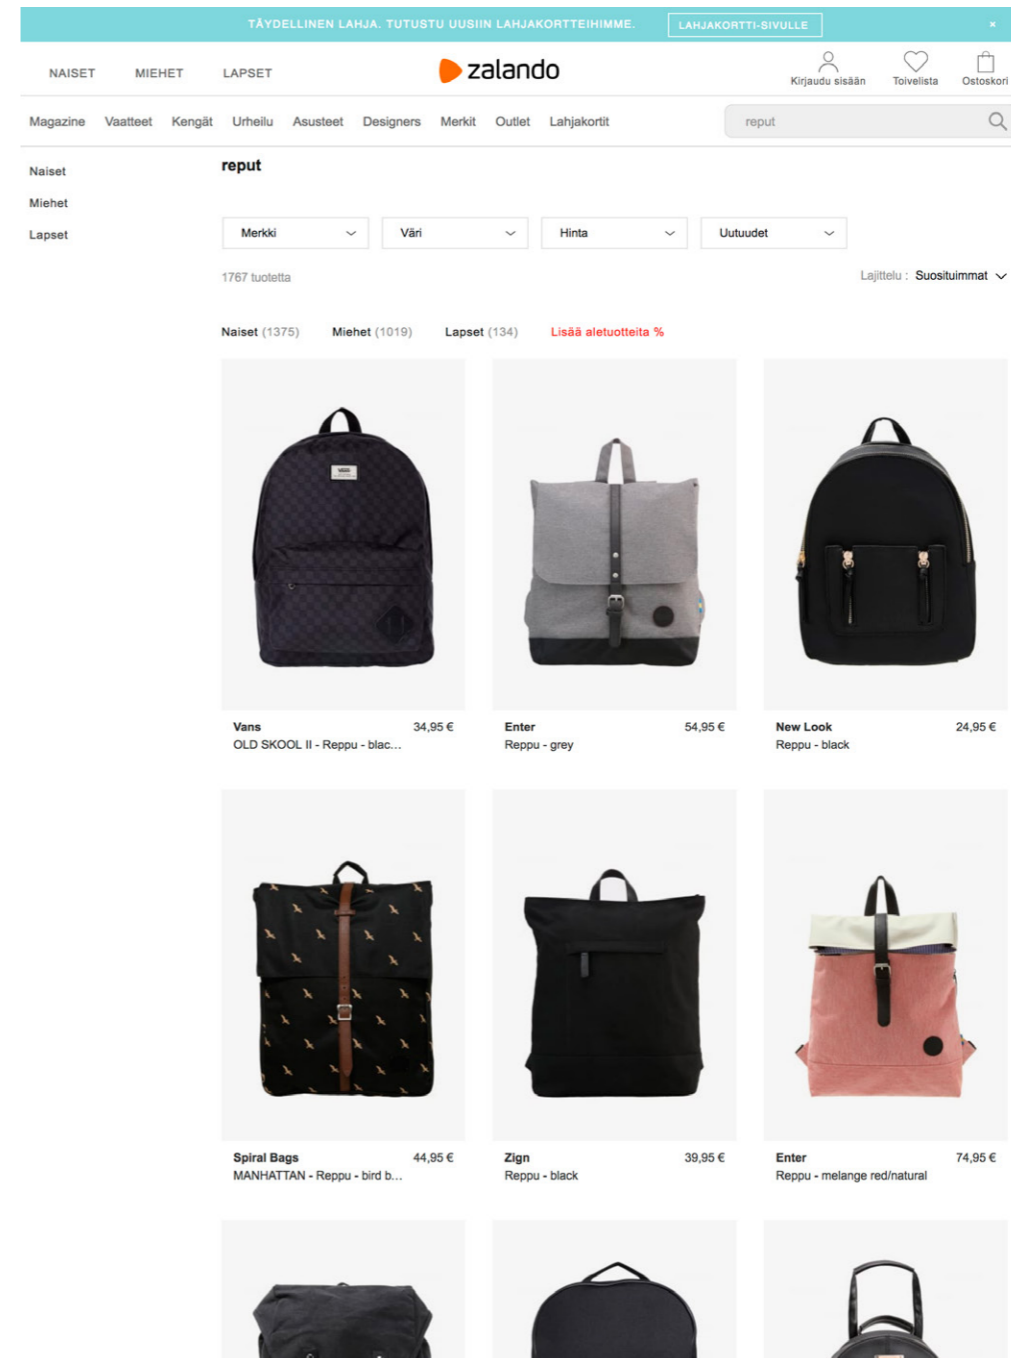 TÄYDELLINEN LAHJA. TUTUSTU UUSIIN LAHJAKORTTEIHIMME. LAHJAKORTTI-SIVULLE ×
NAISET MIEHET LAPSET zalando Kirjaudu sisään Toivelista Ostoskori
Magazine Vaatteet Kengät Urheilu Asusteet Designers Merkit Outlet Lahjakortit reput
Naiset
Miehet
Lapset
reput
Merkki Väri Hinta Uutuudet
1767 tuotetta Lajittelu : Suosituimmat
Naiset (1375) Miehet (1019) Lapset (134) Lisää aletuotteita %
VANS
Vans 34,95 € Enter 54,95 € New Look 24,95 €
OLD SKOOL II - Reppu - blac... Reppu - grey Reppu - black
Spiral Bags 44,95 € Zign 39,95 € Enter 74,95 €
MANHATTAN - Reppu - bird b... Reppu - black Reppu - melange red/natural